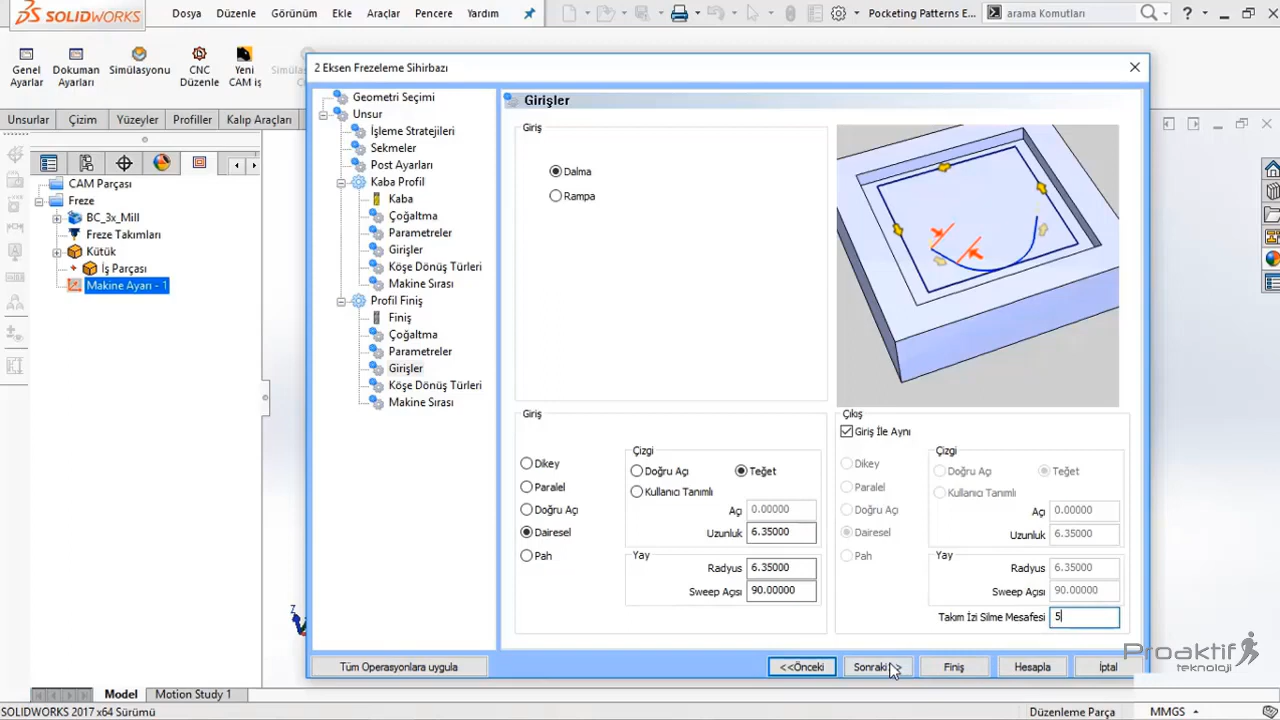 SOLIDWORKS
Dosya Düzenle Görünüm Ekle Araçlar Pencere Yardım
Pocketing Patterns E...
arama Komutları
Genel Ayarlar
Dokuman Ayarları
Simülasyonu
CNC Düzenle
Yeni CAM iş
Unsurlar Çizim Yüzeyler Profiller Kalıp Araçları
CAM Parçası
Freze
BC_3x_Mill
Freze Takımları
Kütük
İş Parçası
Makine Ayarı - 1
2 Eksen Frezeleme Sihirbazı
Geometri Seçimi
Unsur
İşleme Stratejileri
Sekmeler
Post Ayarları
Kaba Profil
Kaba
Çoğaltma
Parametreler
Girişler
Köşe Dönüş Türleri
Makine Sırası
Profil Finiş
Finiş
Çoğaltma
Parametreler
Girişler
Köşe Dönüş Türleri
Makine Sırası
Girişler
Giriş
Dalma
Rampa
Giriş
Dikey
Paralel
Doğru Açı
Dairesel
Pah
Çizgi
Doğru Açı Teğet
Kullanıcı Tanımlı
Açı 0.00000
Uzunluk 6.35000
Yay
Radyus 6.35000
Sweep Açısı 90.00000
Çıkış
Giriş İle Aynı
Dikey
Paralel
Doğru Açı
Dairesel
Pah
Çizgi
Doğru Açı Teğet
Kullanıcı Tanımlı
Açı 0.00000
Uzunluk 6.35000
Yay
Radyus 6.35000
Sweep Açısı 90.00000
Takım İzi Silme Mesafesi 5
Tüm Operasyonlara uygula
<<Önceki
Sonraki
Finiş
Hesapla
İptal
Proaktif
teknoloji
Z
Model Motion Study 1
SOLIDWORKS 2017 x64 Sürümü
Düzenleme Parça
MMGS